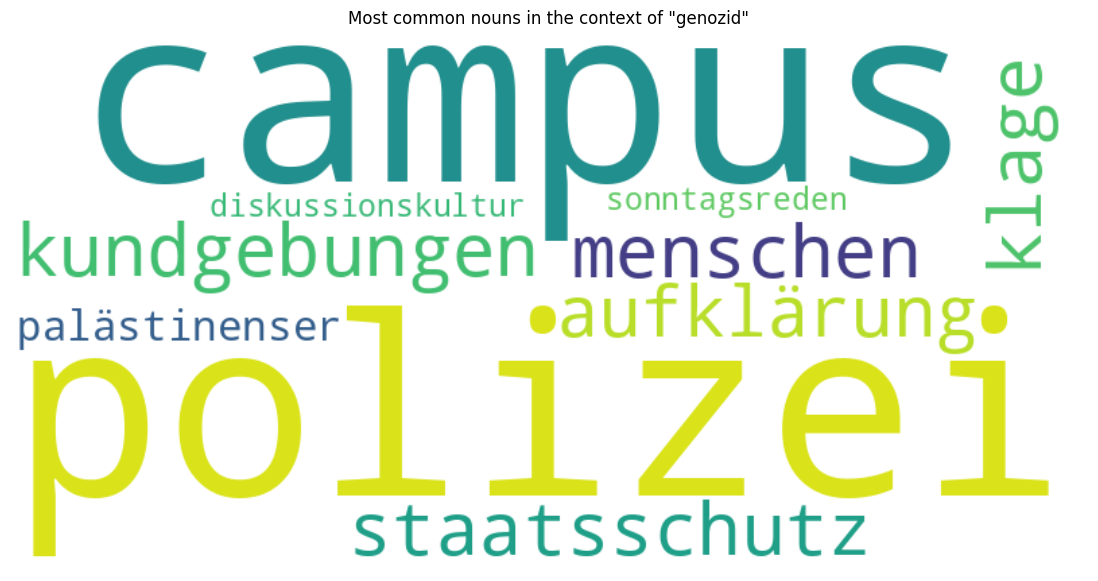 Most common nouns in the context of "genozid"
campus
klage
diskussionskultur
sonntagsreden
kundgebungen
menschen
aufklärung
palästinenser
polizei
staatsschutz